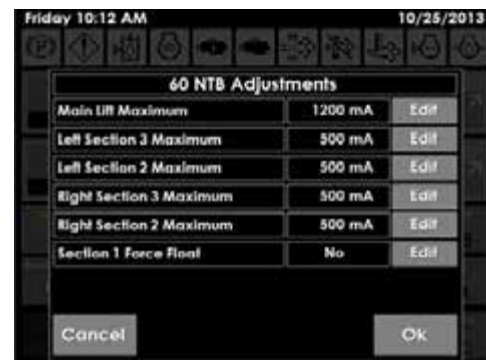 Friday 10:12 AM 10/25/2013
60 NTB Adjustments
Main Lift Maximum 1200 mA Edit
Left Section 3 Maximum 500 mA Edit
Left Section 2 Maximum 500 mA Edit
Right Section 3 Maximum 500 mA Edit
Right Section 2 Maximum 500 mA Edit
Section 1 Force Float No Edit
Cancel Ok